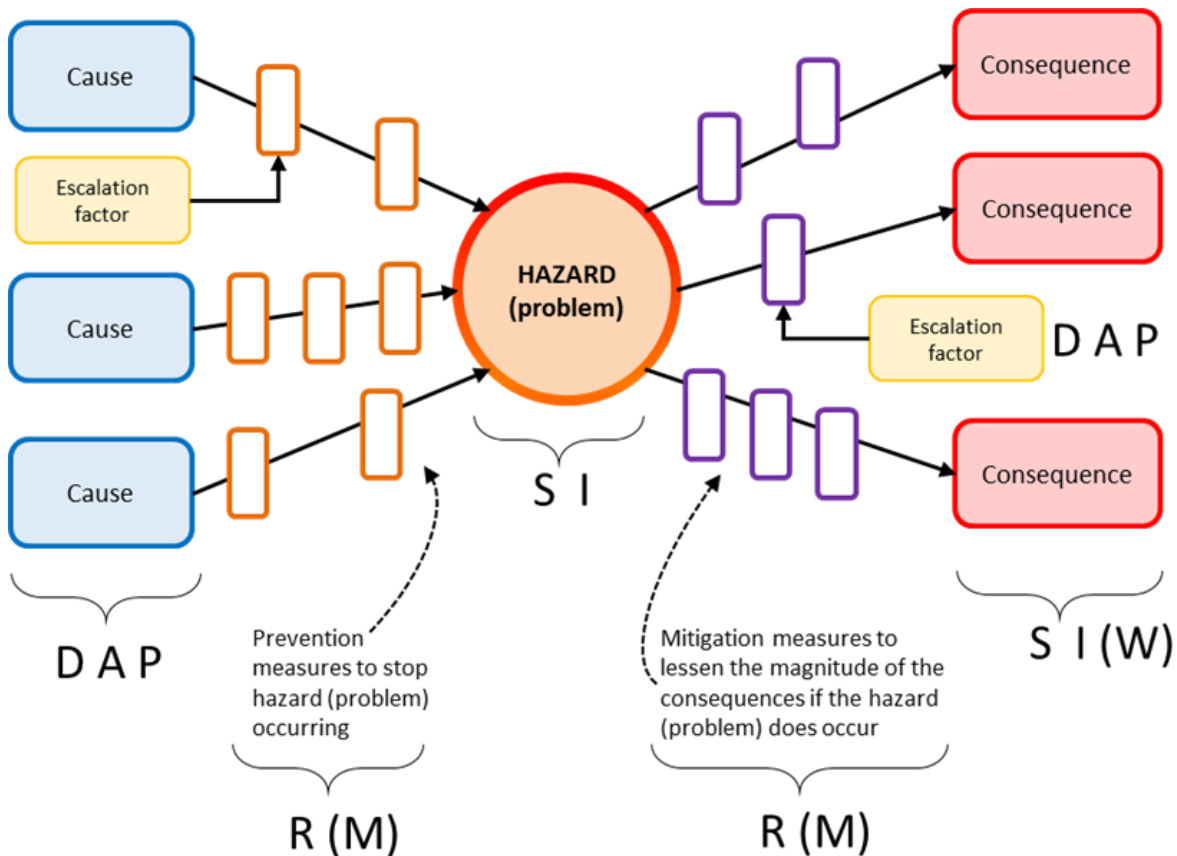 Cause
Consequence
Escalation
factor
Consequence
HAZARD
(problem)
Cause
Escalation
factor
D A P
Cause
Consequence
S I
D A P
Prevention
measures to stop
hazard (problem)
occurring
Mitigation measures to
lessen the magnitude of the
consequences if the hazard
(problem) does occur
S I (W)
R (M)
R (M)